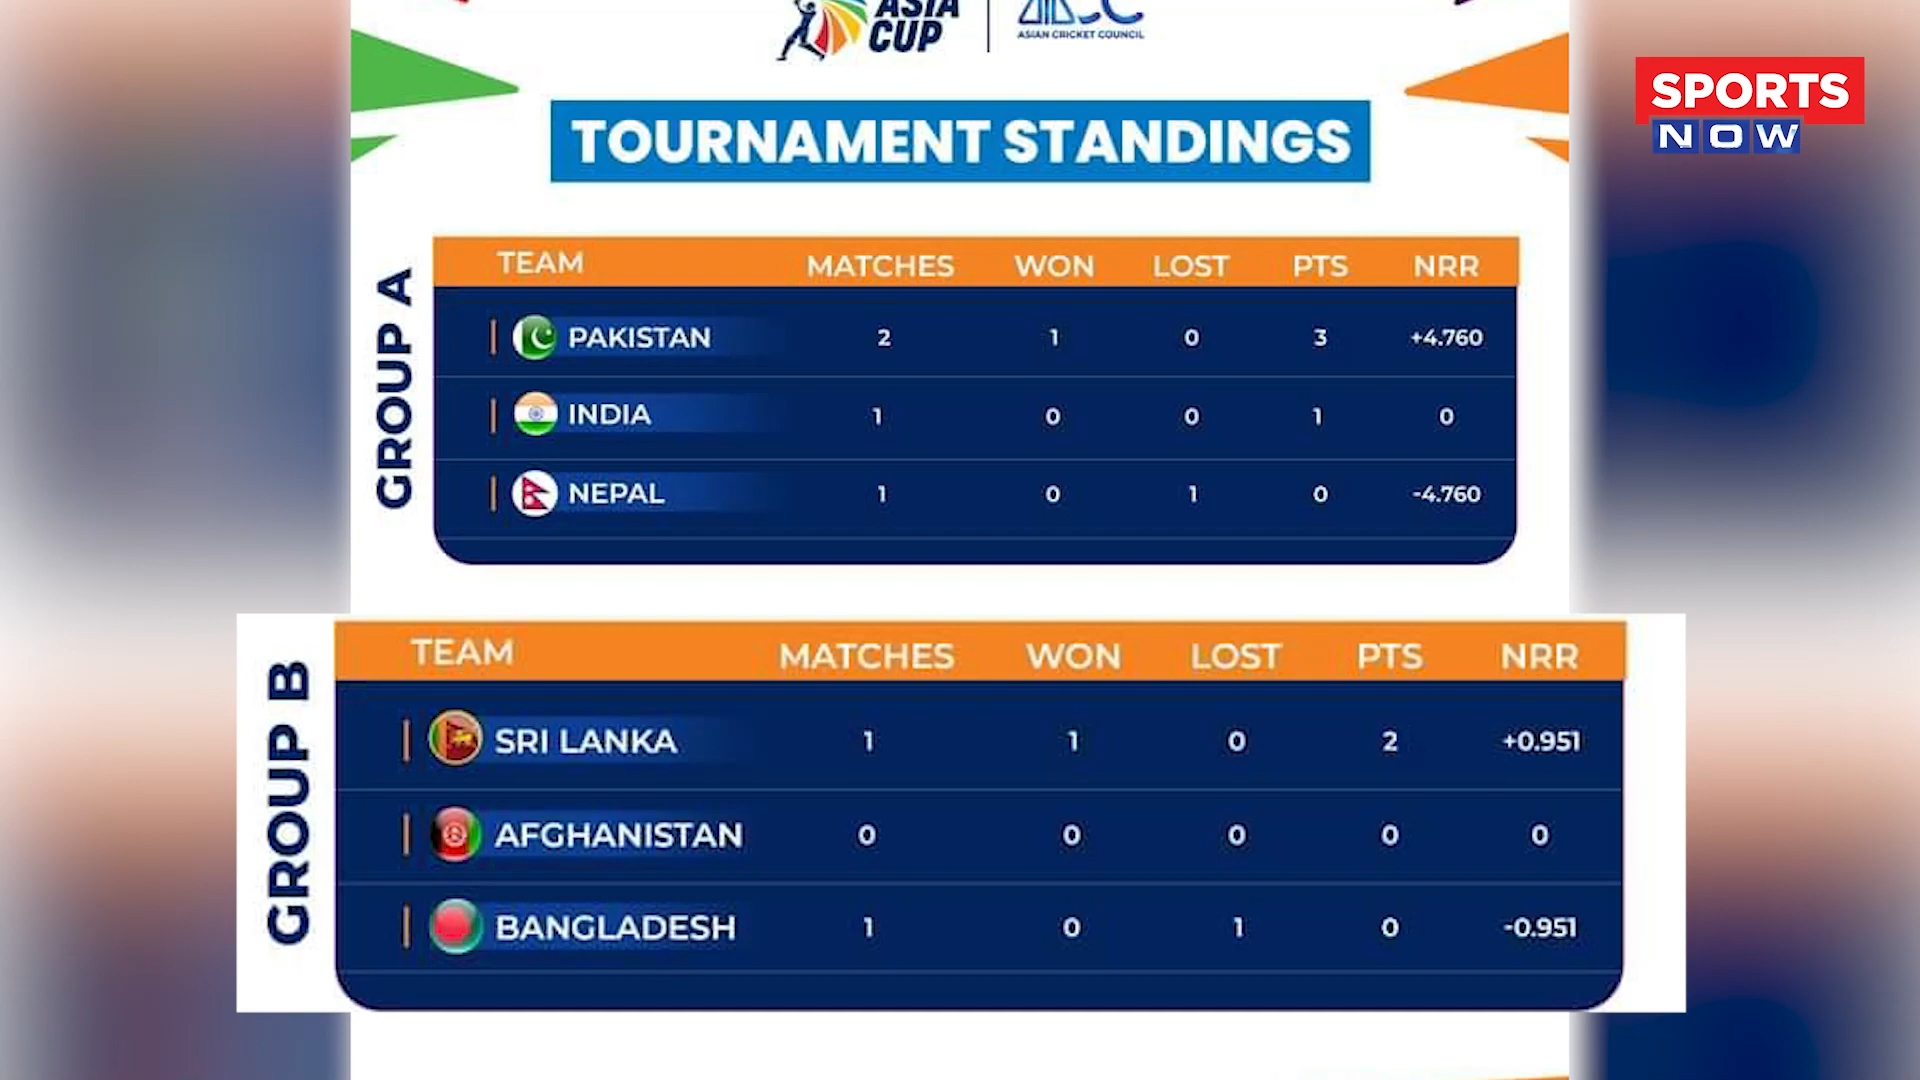 ASIA
CUP
ASIAN CRICKET COUNCIL
SPORTS
NOW
TOURNAMENT STANDINGS
GROUP A
TEAM MATCHES WON LOST PTS NRR
PAKISTAN 2 1 0 3 +4.760
INDIA 1 0 0 1 0
NEPAL 1 0 1 0 -4.760
GROUP B
TEAM MATCHES WON LOST PTS NRR
SRI LANKA 1 1 0 2 +0.951
AFGHANISTAN 0 0 0 0 0
BANGLADESH 1 0 1 0 -0.951